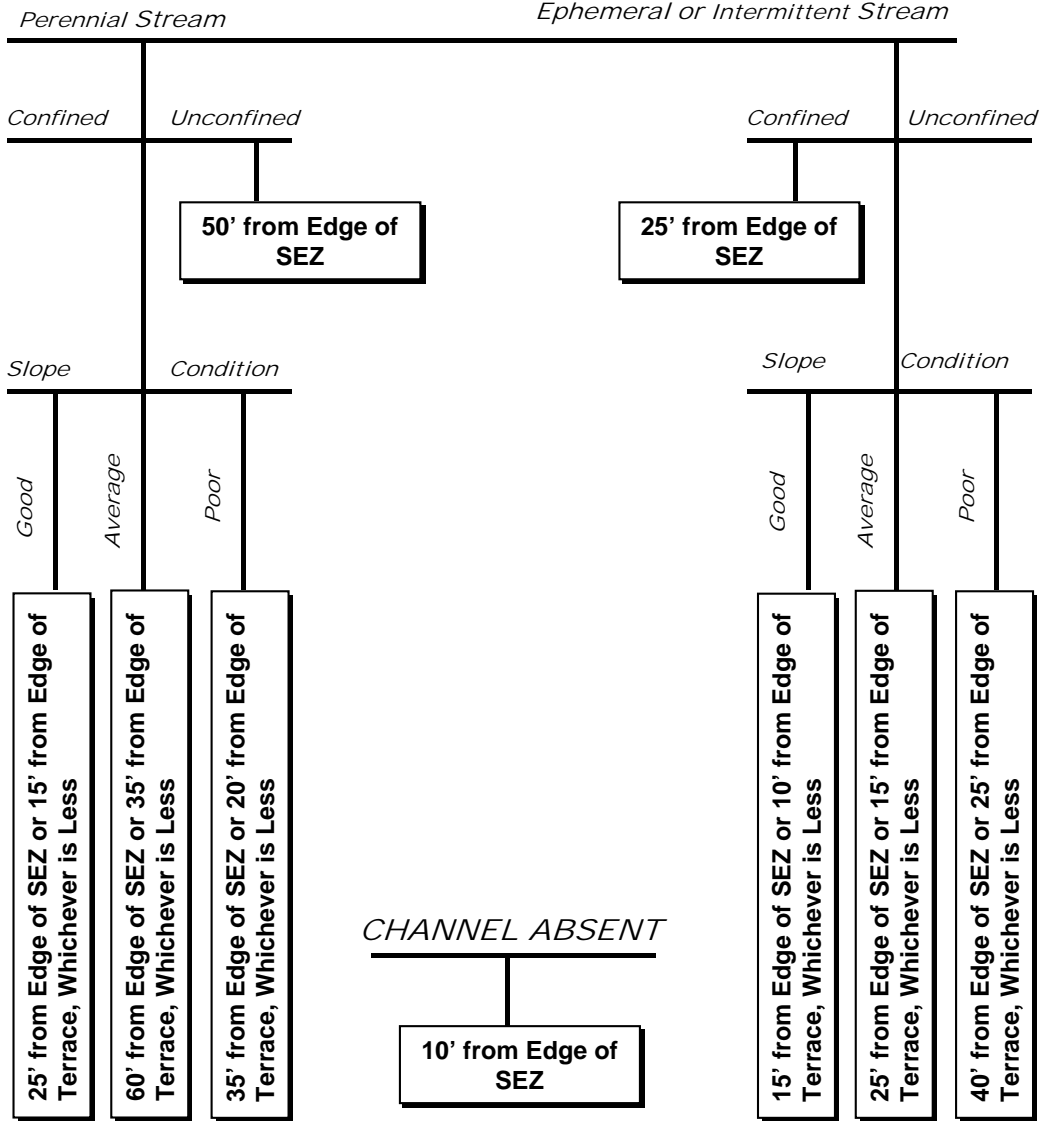 Perennial Stream
Ephemeral or Intermittent Stream
Confined
Unconfined
Confined
Unconfined
50’ from Edge of
SEZ
25’ from Edge of
SEZ
Slope
Condition
Slope
Condition
Good
Average
Poor
Good
Average
Poor
25’ from Edge of SEZ or 15’ from Edge of
Terrace, Whichever is Less
60’ from Edge of SEZ or 35’ from Edge of
Terrace, Whichever is Less
35’ from Edge of SEZ or 20’ from Edge of
Terrace, Whichever is Less
15’ from Edge of SEZ or 10’ from Edge of
Terrace, Whichever is Less
25’ from Edge of SEZ or 15’ from Edge of
Terrace, Whichever is Less
40’ from Edge of SEZ or 25’ from Edge of
Terrace, Whichever is Less
CHANNEL ABSENT
10’ from Edge of
SEZ